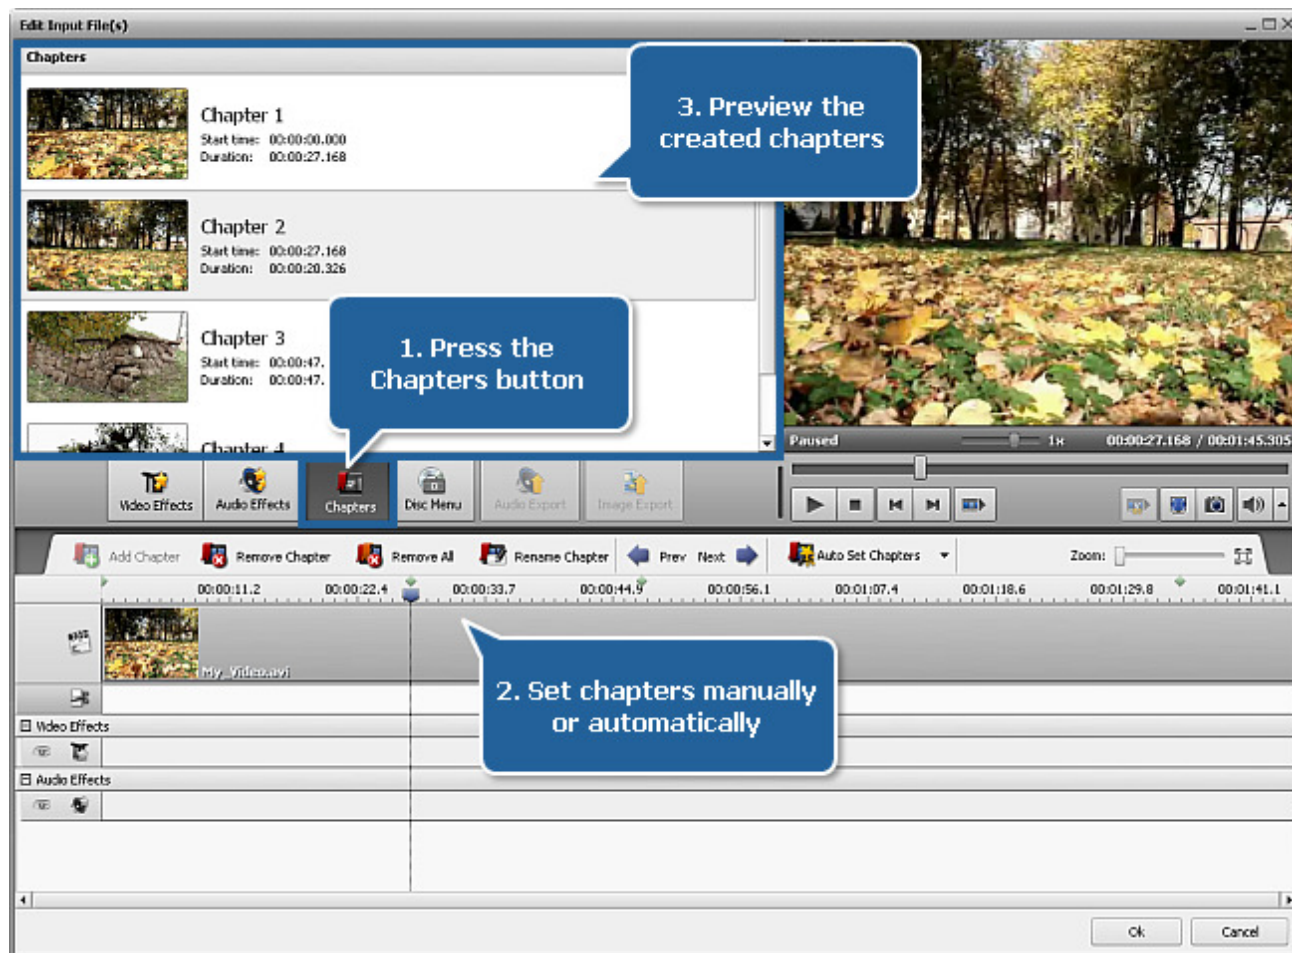 Edit Input File(s)
Chapters
Chapter 1
Start time: 00:00:00.000
Duration: 00:00:27.168
3. Preview the
created chapters
Chapter 2
Start time: 00:00:27.168
Duration: 00:00:20.326
Chapter 3
Start time: 00:00:47.
Duration: 00:00:47.
1. Press the
Chapters button
Chapter 4
Paused 1x 00:00:27.168 / 00:01:45.305
Video Effects Audio Effects Chapters Disc Menu Audio Export Image Export
Add Chapter Remove Chapter Remove All Rename Chapter Prev Next Auto Set Chapters Zoom:
00:00:11.2 00:00:22.4 00:00:33.7 00:00:44.9 00:00:56.1 00:01:07.4 00:01:18.6 00:01:29.8 00:01:41.1
My_Video.avi
2. Set chapters manually
or automatically
Video Effects
Audio Effects
Ok Cancel